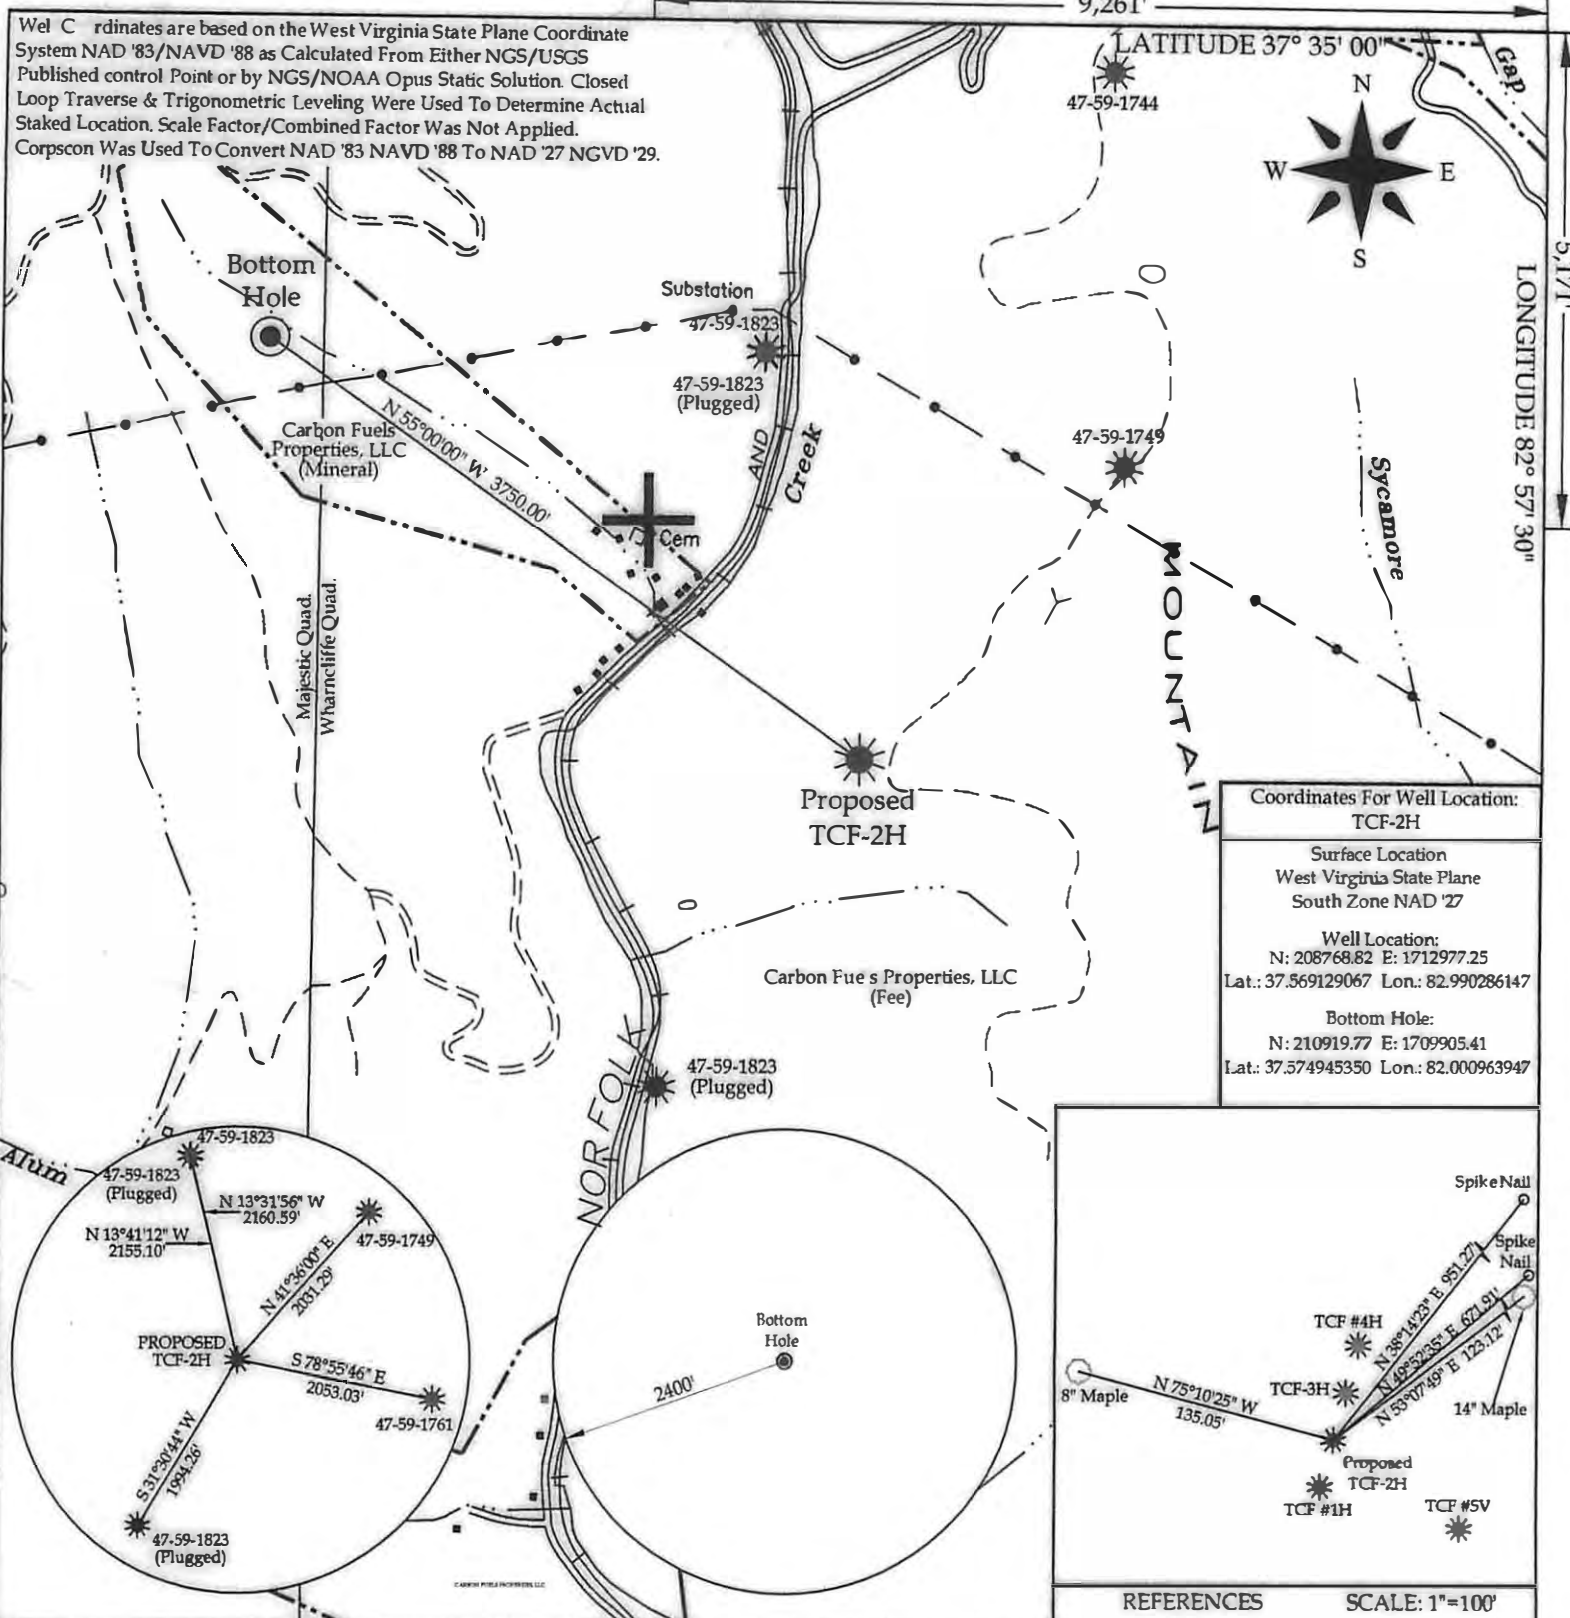 9,261'
Wel C rdinates are based on the West Virginia State Plane Coordinate
System NAD '83/NAVD '88 as Calculated From Either NGS/USGS
Published control Point or by NGS/NOAA Opus Static Solution. Closed
Loop Traverse & Trigonometric Leveling Were Used To Determine Actual
Staked Location. Scale Factor/Combined Factor Was Not Applied.
Corpscon Was Used To Convert NAD '83 NAVD '88 To NAD '27 NGVD '29.
LATITUDE 37° 35' 00"
Gap
47-59-1744
N
W
E
S
5,171'
LONGITUDE 82° 57' 30"
Bottom
Hole
Substation
47-59-1823
47-59-1823
(Plugged)
Carbon Fuels
Properties, LLC
(Mineral)
N 55°00'00" W 3750.00'
AND
Creek
47-59-1749
Sycamore
Cem
MOUNTAIN
Majestic Quad.
Wharncliffe Quad.
Proposed
TCF-2H
Coordinates For Well Location:
TCF-2H
Surface Location
West Virginia State Plane
South Zone NAD '27
Well Location:
N: 208768.82 E: 1712977.25
Lat.: 37.569129067 Lon.: 82.990286147
Bottom Hole:
N: 210919.77 E: 1709905.41
Lat.: 37.574945350 Lon.: 82.000963947
Carbon Fue s Properties, LLC
(Fee)
NORFOLK
47-59-1823
(Plugged)
Alum
47-59-1823
47-59-1823
(Plugged)
N 13°31'56" W
2160.59'
N 13°41'12" W
2155.10'
47-59-1749
N 41°36'00" E
2031.29'
PROPOSED
TCF-2H
S 78°55'46" E
2053.03'
47-59-1761
S 31°30'44" W
1994.26'
47-59-1823
(Plugged)
Bottom
Hole
2400'
CARBON FUELS PROPERTIES, LLC
Spike Nail
Spike
Nail
N 38°14'23" E 951.27'
N 49°52'35" E 671.91'
N 53°07'49" E 123.12'
TCF #4H
TCF-3H
14" Maple
8" Maple
N 75°10'25" W
135.05'
Proposed
TCF-2H
TCF #1H
TCF #5V
REFERENCES SCALE: 1"=100'